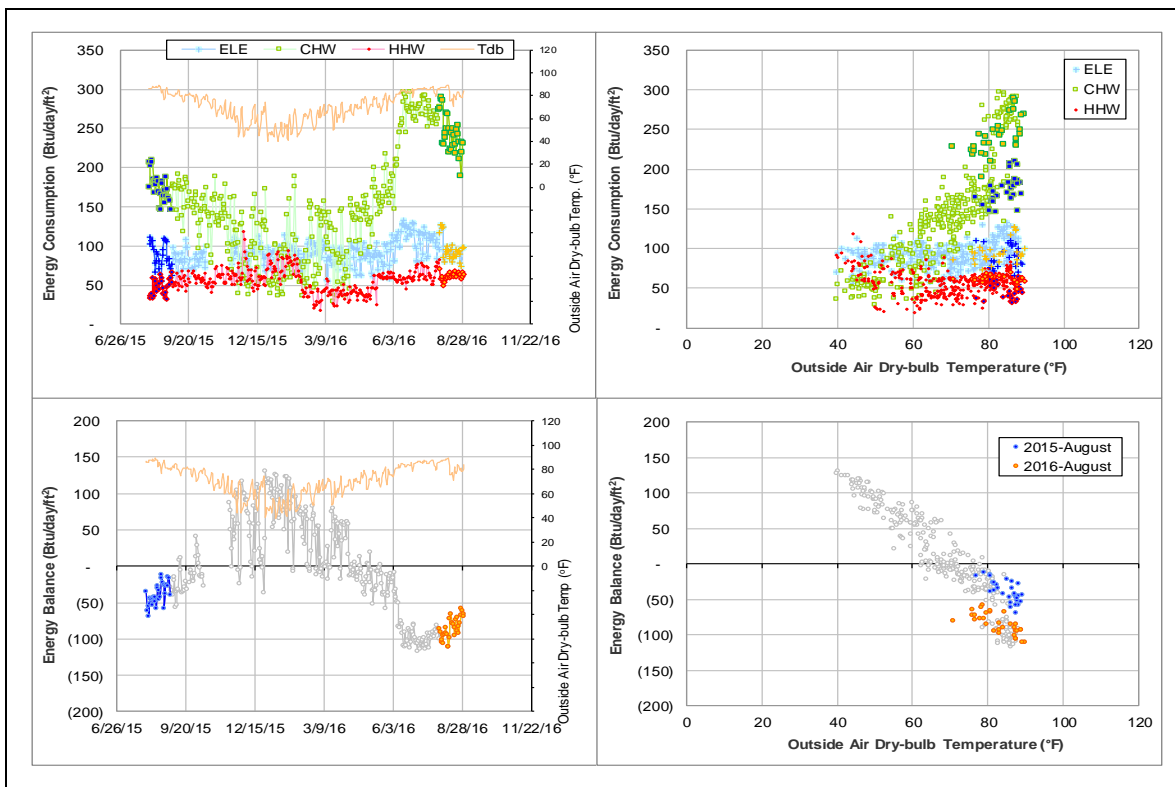 ELE CHW HHW Tdb
Energy Consumption (Btu/day/ft²)
350
300
250
200
150
100
50
-
120
100
80
60
40
20
0
Outside Air Dry-bulb Temp. (°F)
6/26/15 9/20/15 12/15/15 3/9/16 6/3/16 8/28/16 11/22/16
ELE
CHW
HHW
Energy Consumption (Btu/day/ft²)
350
300
250
200
150
100
50
-
0 20 40 60 80 100 120
Outside Air Dry-bulb Temperature (°F)
Energy Balance (Btu/day/ft²)
200
150
100
50
-
(50)
(100)
(150)
(200)
120
100
80
60
40
20
0
Outside Air Dry-bulb Temp (°F)
6/26/15 9/20/15 12/15/15 3/9/16 6/3/16 8/28/16 11/22/16
2015-August
2016-August
Energy Balance (Btu/day/ft²)
200
150
100
50
-
(50)
(100)
(150)
(200)
0 20 40 60 80 100 120
Outside Air Dry-bulb Temperature (°F)